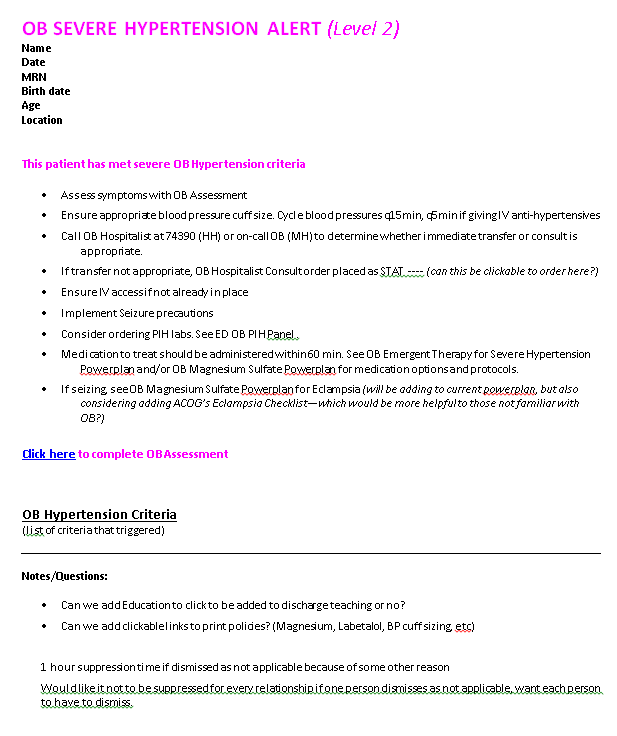 OB SEVERE HYPERTENSION ALERT (Level 2)
Name
Date
MRN
Birth date
Age
Location
This patient has met severe OB Hypertension criteria
• Assess symptoms with OB Assessment
• Ensure appropriate blood pressure cuff size. Cycle blood pressures q15min, q5min if giving IV anti-hypertensives
• Call OB Hospitalist at 74390 (HH) or on-call OB (MH) to determine whether immediate transfer or consult is
appropriate.
• If transfer not appropriate, OB Hospitalist Consult order placed as STAT ---- (can this be clickable to order here?)
• Ensure IV access if not already in place
• Implement Seizure precautions
• Consider ordering PIH labs. See ED OB PIH Panel.
• Medication to treat should be administered within 60 min. See OB Emergent Therapy for Severe Hypertension
Powerplan and/or OB Magnesium Sulfate Powerplan for medication options and protocols.
• If seizing, see OB Magnesium Sulfate Powerplan for Eclampsia (will be adding to current powerplan, but also
considering adding ACOG's Eclampsia Checklist—which would be more helpful to those not familiar with
OB?)
Click here to complete OB Assessment
OB Hypertension Criteria
(list of criteria that triggered)
Notes/Questions:
• Can we add Education to click to be added to discharge teaching or no?
• Can we add clickable links to print policies? (Magnesium, Labetalol, BP cuff sizing, etc)
1 hour suppression time if dismissed as not applicable because of some other reason
Would like it not to be suppressed for every relationship if one person dismisses as not applicable, want each person
to have to dismiss.